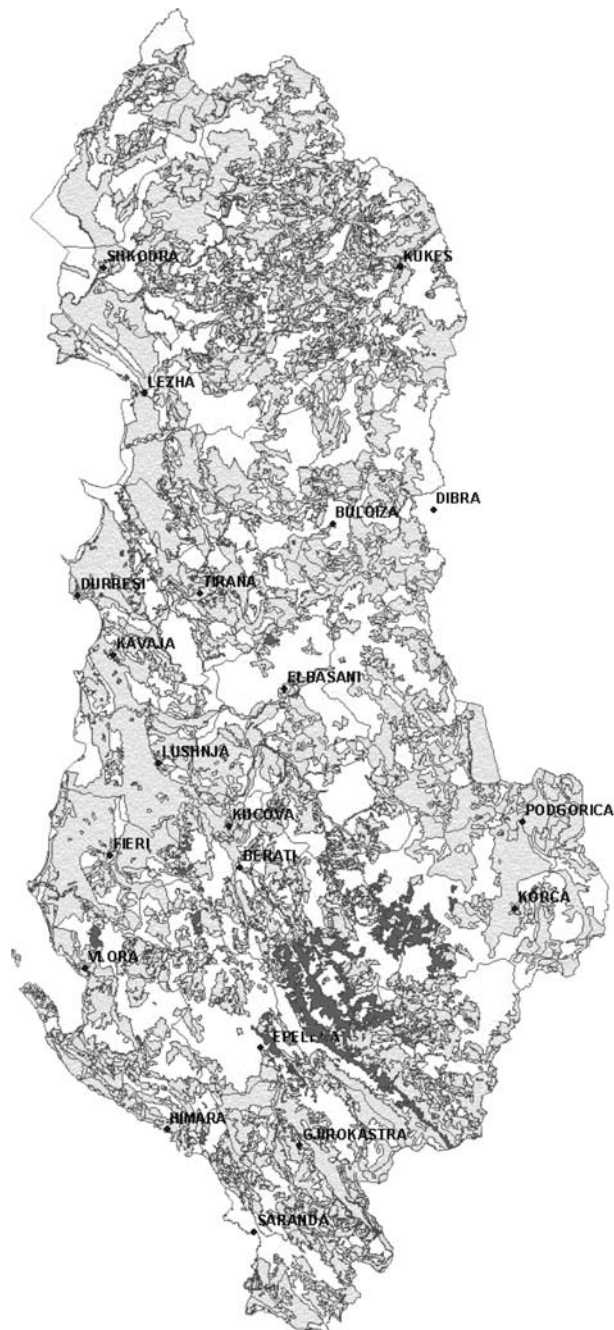 SHKODRA
KUKES
LEZHA
DIBRA
BULQIZA
TIRANA
DURRESI
KAVAJA
ELBASANI
LUSHNJA
PODGORICA
KUCOVA
FIERI
BERATI
KORCA
VLORA
HIMARA
GJIROKASTRA
SARANDA